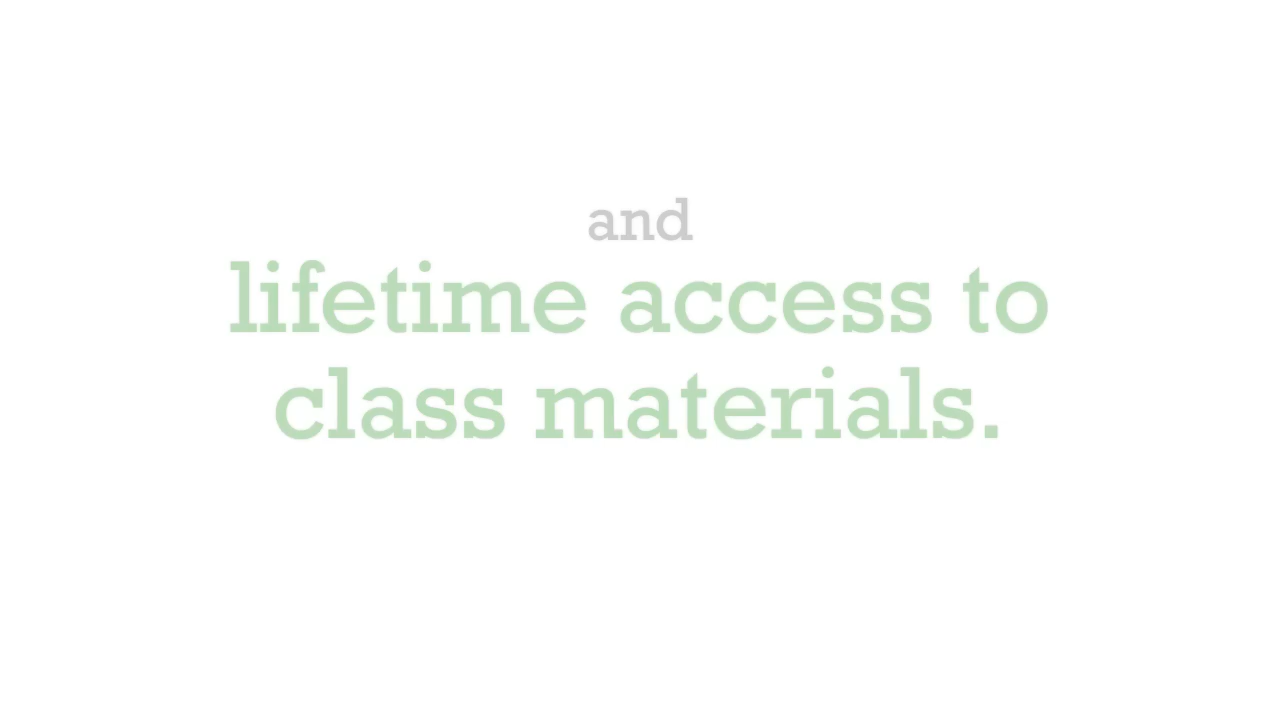 and
lifetime access to
class materials.